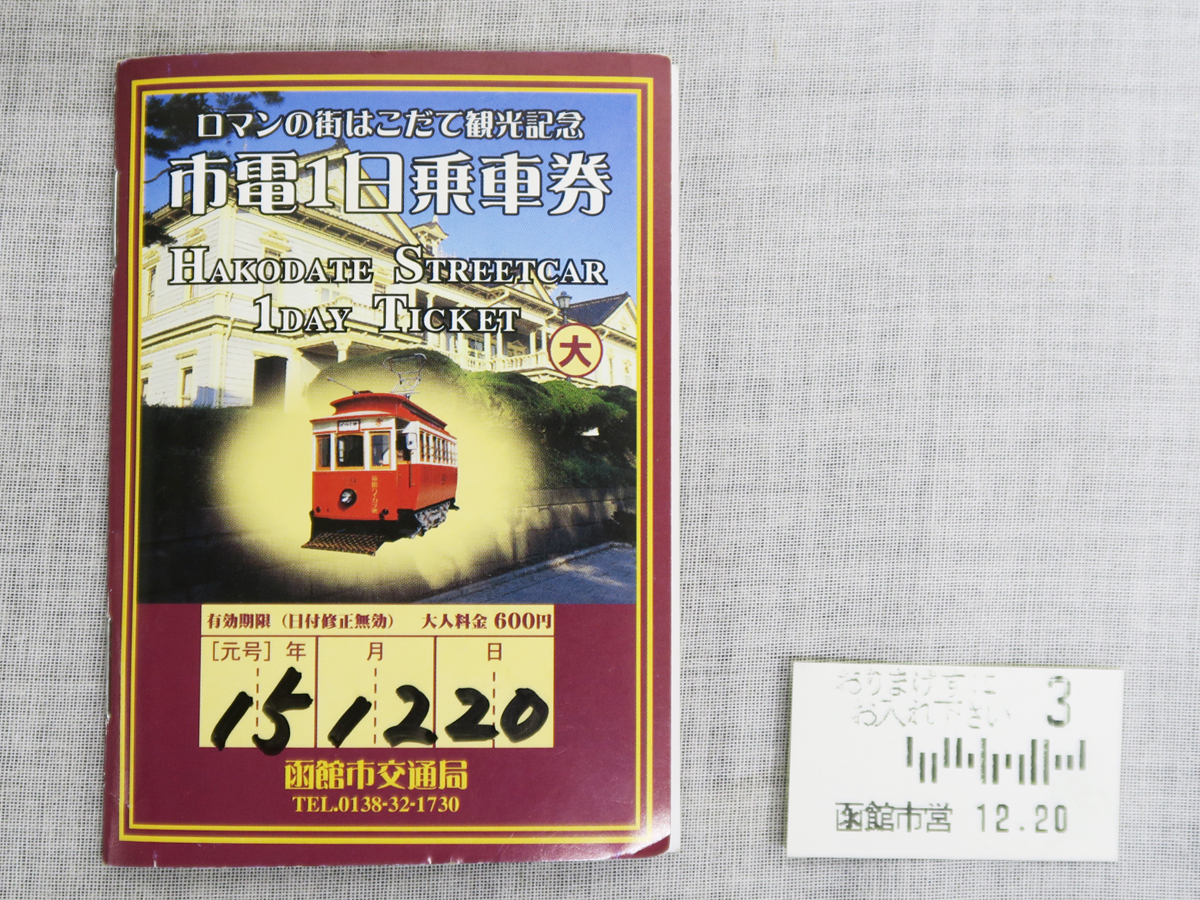 ロマンの街はこだて観光記念
市電1日乗車券
HAKODATE STREETCAR
1DAY TICKET
大
有効期限（日付修正無効） 大人料金 600円
［元号］年 月 日
15 12 20
函館市交通局
TEL.0138-32-1730
おりまげずに
お入れ下さい 3
函館市営 12.20